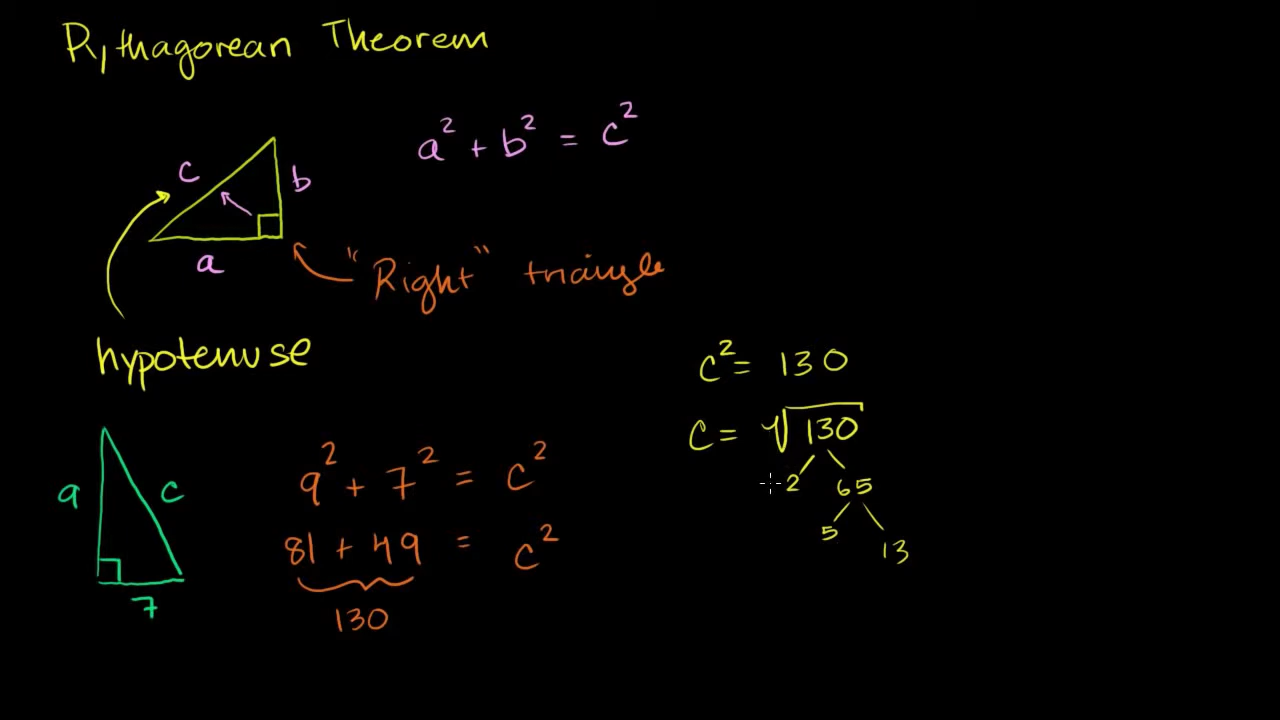 Pythagorean Theorem
a² + b² = c²
c
b
a
"Right" triangle
hypotenuse
9
c
7
9² + 7² = c²
81 + 49 = c²
130
c² = 130
c = √130
2 65
5 13